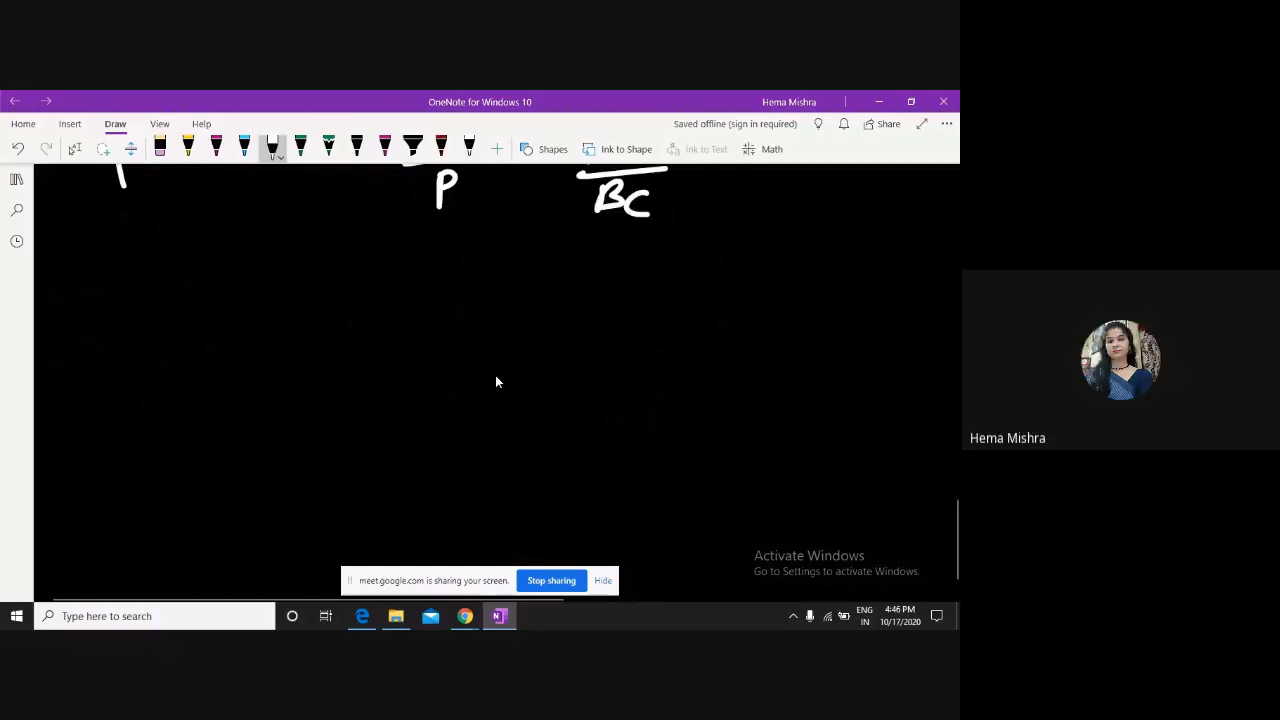 OneNote for Windows 10
Hema Mishra
Home Insert Draw View Help
Saved offline (sign in required)
Share
Shapes
Ink to Shape
Ink to Text
Math
P
BC
Hema Mishra
Activate Windows
Go to Settings to activate Windows.
meet.google.com is sharing your screen.
Stop sharing
Hide
Type here to search
ENG
IN
4:46 PM
10/17/2020